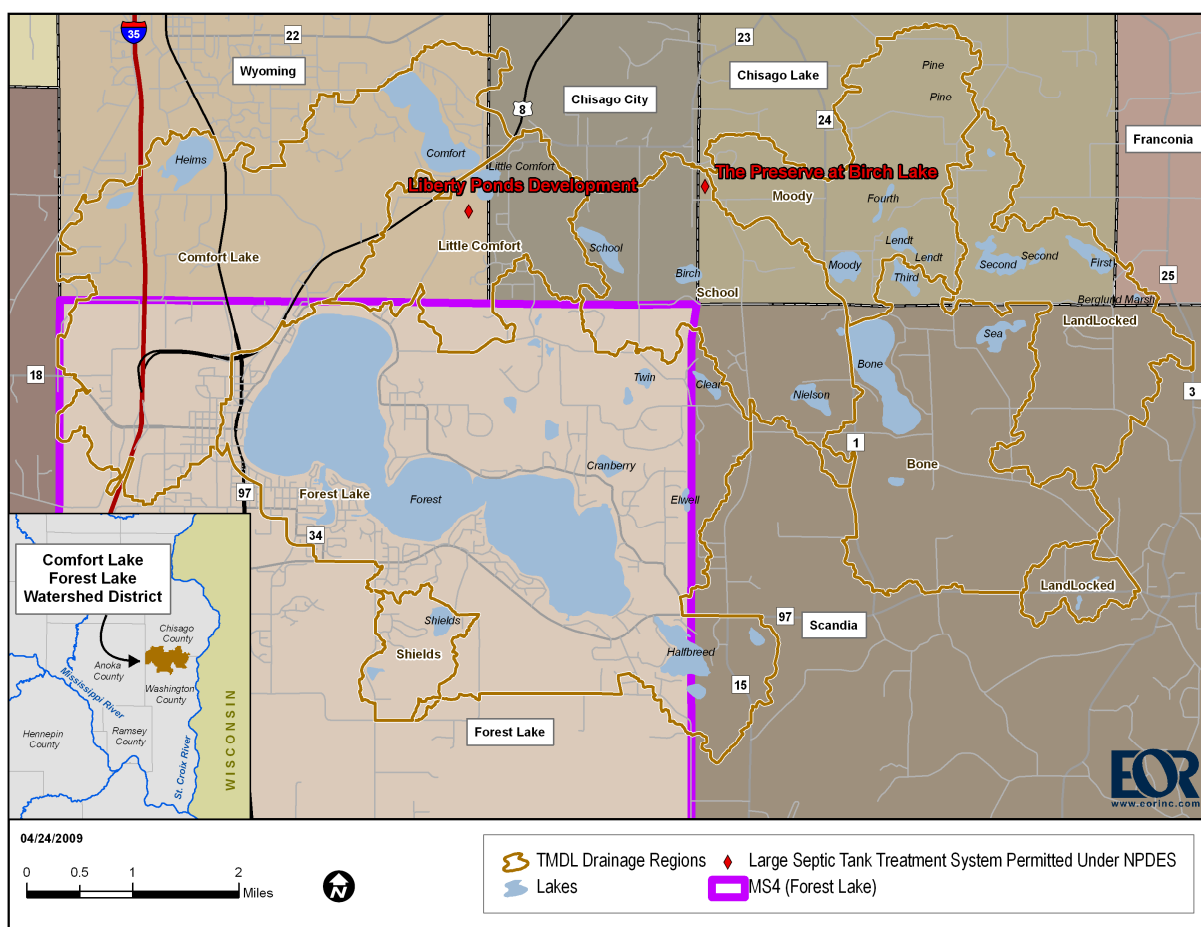 35
22
Wyoming
23
Chisago Lake
Pine
Pine
Chisago City
8
24
Franconia
Heims
Comfort
Little Comfort
Liberty Ponds Development
The Preserve at Birch Lake
Moody
Fourth
Little Comfort
School
Comfort Lake
Lendt
Lendt
Second
Second
First
Moody
Third
Birch
25
School
Berglund Marsh
LandLocked
Sea
Bone
18
Twin
Clear
Nielson
3
1
Bone
Cranberry
97
Forest Lake
Forest
Elwell
34
LandLocked
Shields
97
Scandia
Shields
Halfbreed
15
Forest Lake
Comfort Lake
Forest Lake
Watershed District
Chisago
County
Anoka
County
Washington
County
Mississippi River
Hennepin
County
Ramsey
County
St. Croix River
WISCONSIN
EOR
www.eorinc.com
04/24/2009
0 0.5 1 2
Miles
N
TMDL Drainage Regions
Large Septic Tank Treatment System Permitted Under NPDES
Lakes
MS4 (Forest Lake)